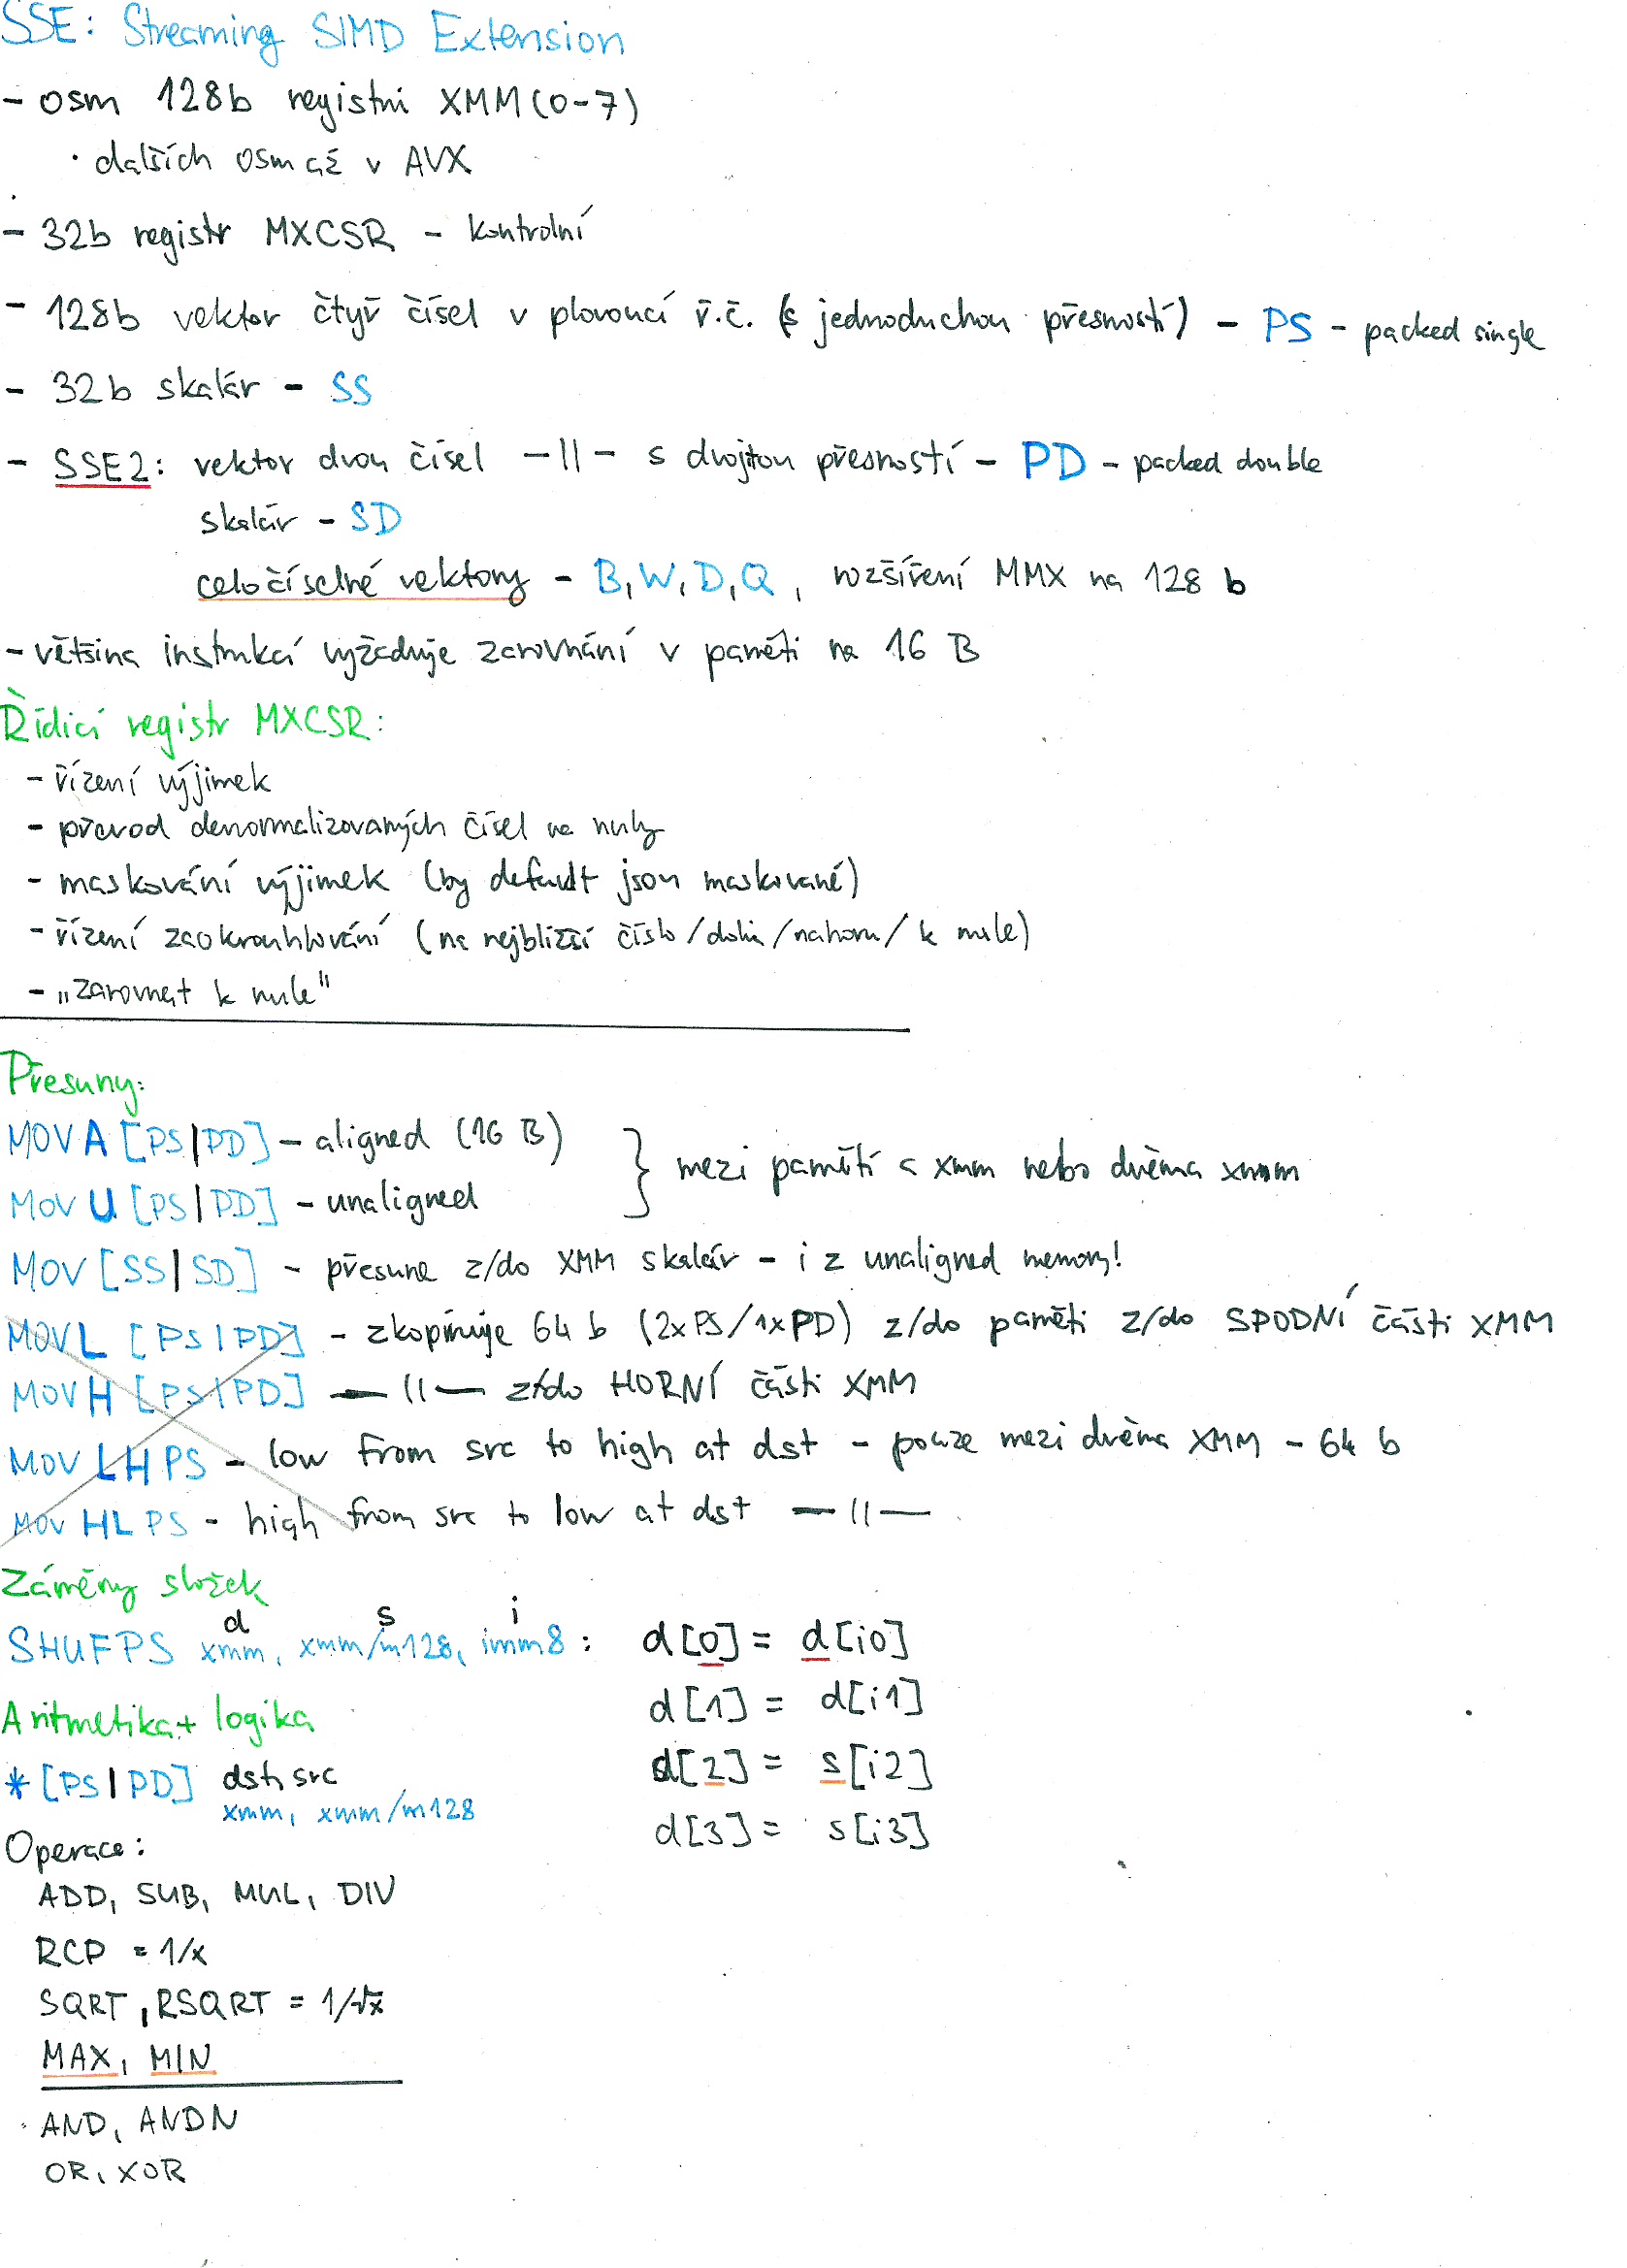 SSE: Streaming SIMD Extension
- osm 128b registrů XMM (0-7)
· dalších osm až v AVX
- 32b registr MXCSR - kontrolní
- 128b vektor čtyř čísel v plovoucí ř.č. (s jednoduchou přesností) - PS - packed single
- 32b skalár - SS
- SSE2: vektor dvou čísel -||- s dvojitou přesností - PD - packed double
skalár - SD
celočíselné vektory - B, W, D, Q, rozšíření MMX na 128 b
- většina instrukcí vyžaduje zarovnání v paměti na 16 B
Řídicí registr MXCSR:
- řízení výjimek
- převod denormalizovaných čísel na nuly
- maskování výjimek (by default jsou maskované)
- řízení zaokrouhlování (na nejbližší číslo/dolů/nahoru/k nule)
- „zarovnat k nule"
Přesuny:
MOV A [PS|PD] - aligned (16 B) } mezi pamětí a xmm nebo dvěma xmm
MOV U [PS|PD] - unaligned
MOV [SS|SD] - přesune z/do XMM skalár - i z unaligned memory!
MOV L [PS|PD] - zkopíruje 64 b (2xPS/1xPD) z/do paměti z/do SPODNÍ části XMM
MOV H [PS|PD] -||- z/do HORNÍ části XMM
MOV LH PS - low from src to high at dst - pouze mezi dvěma XMM - 64 b
MOV HL PS - high from src to low at dst -||-
Záměny složek
d s i
SHUFPS xmm, xmm/m128, imm8 : d[0] = d[i0]
d[1] = d[i1]
d[2] = s[i2]
d[3] = s[i3]
Aritmetika + logika
* [PS|PD] dst, src
xmm, xmm/m128
Operace:
ADD, SUB, MUL, DIV
RCP = 1/x
SQRT, RSQRT = 1/√x
MAX, MIN
AND, ANDN
OR, XOR